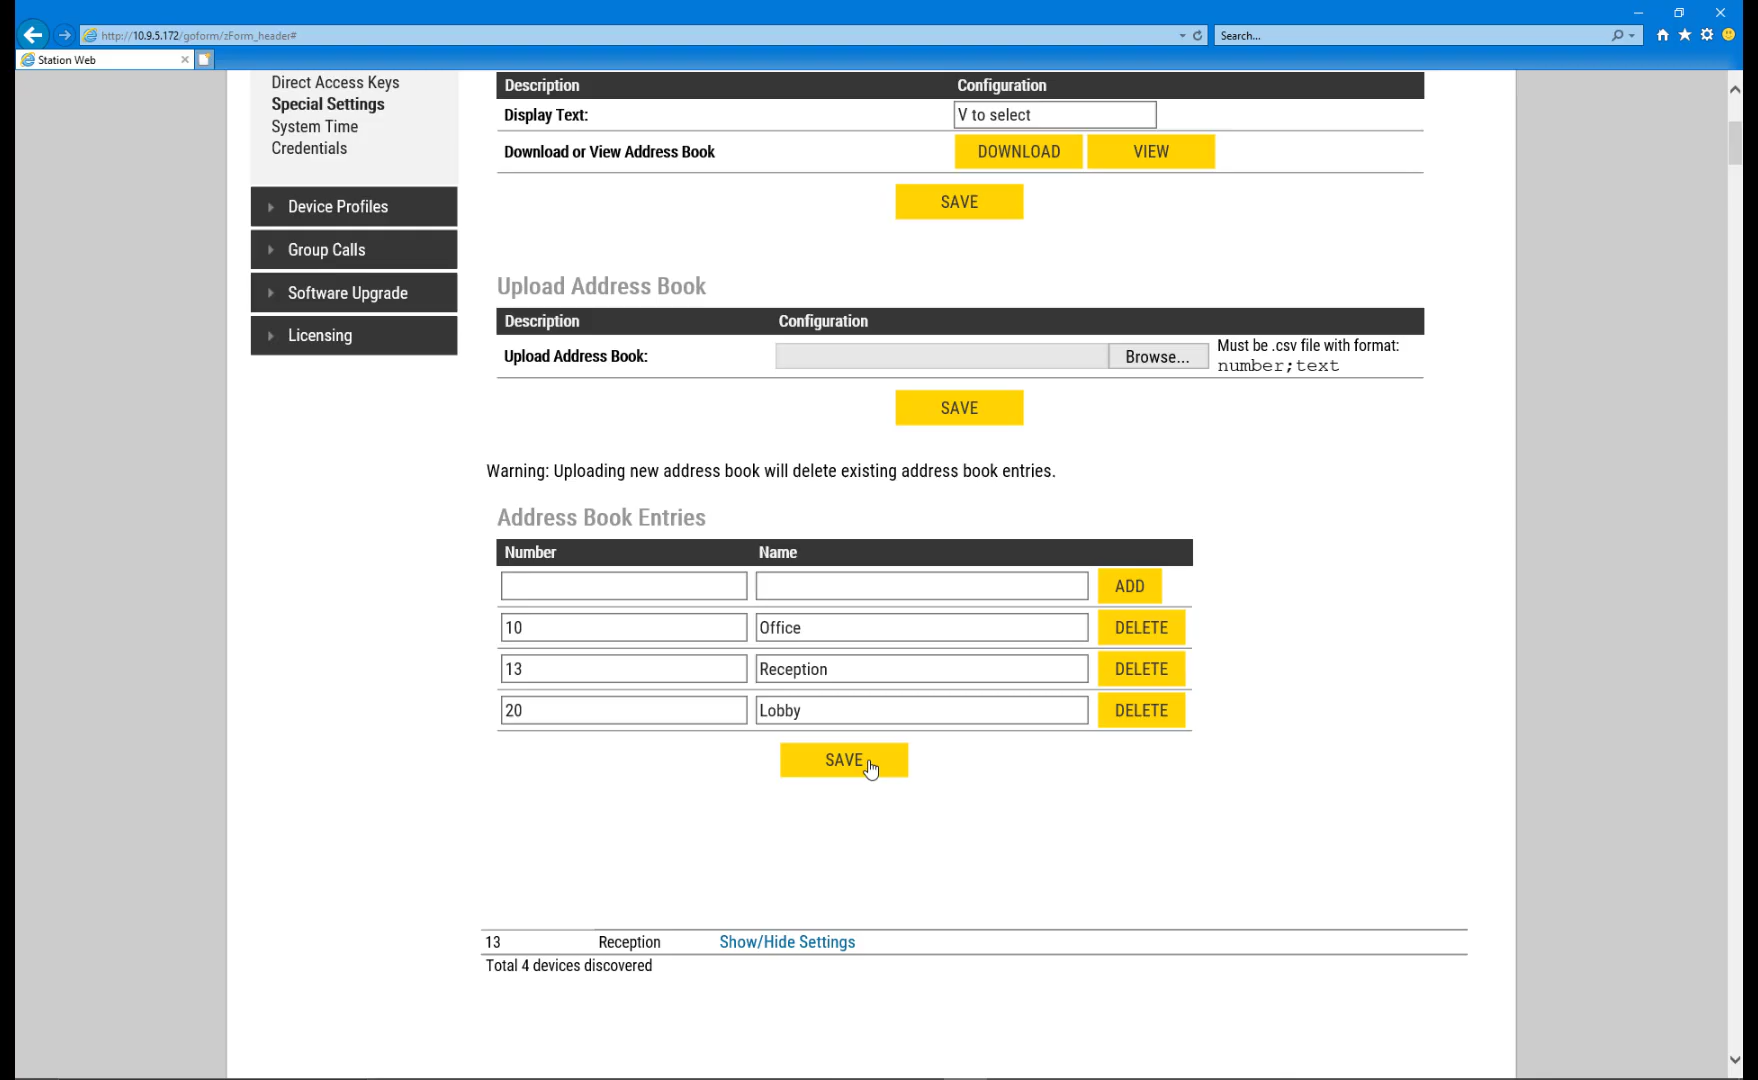 http://10.9.5.172/goform/zForm_header#
Search...
Station Web
Direct Access Keys
Special Settings
System Time
Credentials
Device Profiles
Group Calls
Software Upgrade
Licensing
Description Configuration
Display Text: V to select
Download or View Address Book DOWNLOAD VIEW
SAVE
Upload Address Book
Description Configuration
Upload Address Book: Browse... Must be .csv file with format:
number;text
SAVE
Warning: Uploading new address book will delete existing address book entries.
Address Book Entries
Number Name
ADD
10 Office DELETE
13 Reception DELETE
20 Lobby DELETE
SAVE
13 Reception Show/Hide Settings
Total 4 devices discovered